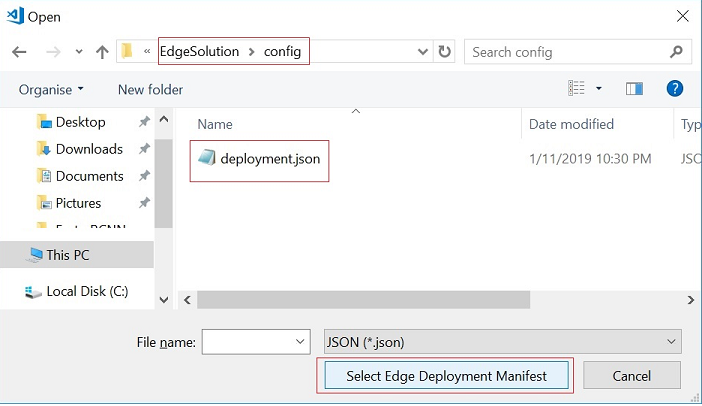 Open
« EdgeSolution > config
Search config
Organise
New folder
Name
Date modified
Typ
Desktop
Downloads
Documents
Pictures
This PC
Local Disk (C:)
deployment.json
1/11/2019 10:30 PM
JSO
File name:
JSON (*.json)
Select Edge Deployment Manifest
Cancel